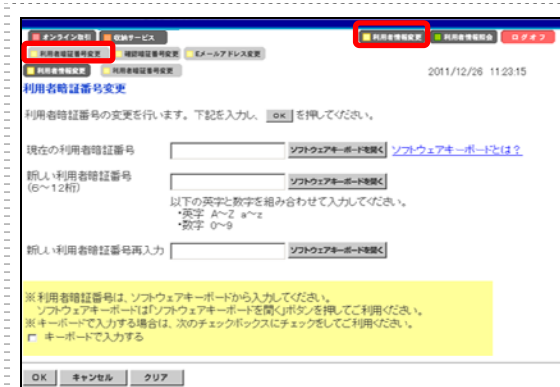 オンライン取引 収納サービス 利用者情報変更 利用者情報照会 ログオフ
利用者暗証番号変更 確認暗証番号変更 Eメールアドレス変更
利用者情報変更 利用者暗証番号変更 2011/12/26 11:23:15
利用者暗証番号変更
利用者暗証番号の変更を行います。下記を入力し、 OK を押してください。
現在の利用者暗証番号 ソフトウェアキーボードを開く ソフトウェアキーボードとは?
新しい利用者暗証番号
(6~12桁) ソフトウェアキーボードを開く
以下の英字と数字を組み合わせて入力してください。
・英字 A~Z a~z
・数字 0~9
新しい利用者暗証番号再入力 ソフトウェアキーボードを開く
※利用者暗証番号は、ソフトウェアキーボードから入力してください。
ソフトウェアキーボードは「ソフトウェアキーボードを開く」ボタンを押してご利用ください。
※キーボードで入力する場合は、次のチェックボックスにチェックをしてご利用ください。
キーボードで入力する
OK キャンセル クリア